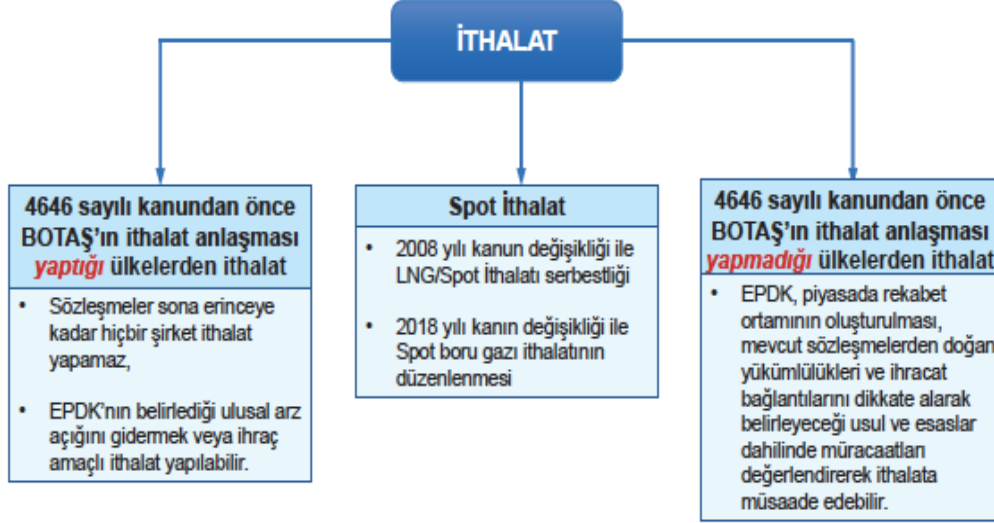 İTHALAT
4646 sayılı kanundan önce
BOTAŞ'ın ithalat anlaşması
yaptığı ülkelerden ithalat
• Sözleşmeler sona erinceye
kadar hiçbir şirket ithalat
yapamaz,
• EPDK'nın belirlediği ulusal arz
açığını gidermek veya ihraç
amaçlı ithalat yapılabilir.
Spot İthalat
• 2008 yılı kanun değişikliği ile
LNG/Spot İthalatı serbestliği
• 2018 yılı kanın değişikliği ile
Spot boru gazı ithalatının
düzenlenmesi
4646 sayılı kanundan önce
BOTAŞ'ın ithalat anlaşması
yapmadığı ülkelerden ithalat
• EPDK, piyasada rekabet
ortamının oluşturulması,
mevcut sözleşmelerden doğan
yükümlülükleri ve ihracat
bağlantılarını dikkate alarak
belirleyeceği usul ve esaslar
dahilinde müracaatları
değerlendirerek ithalata
müsaade edebilir.